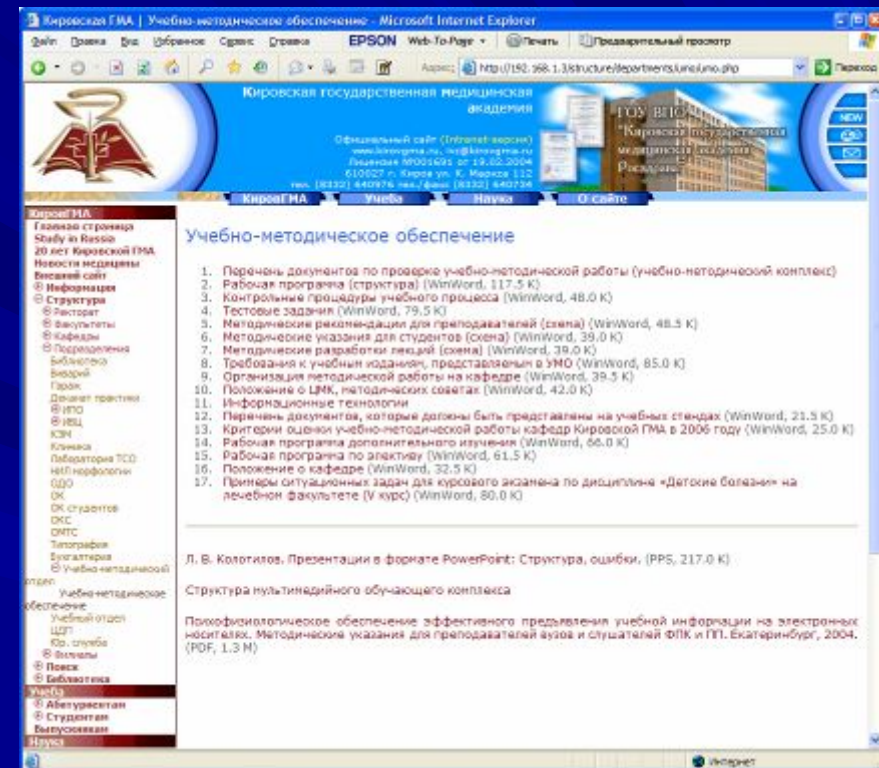 Кировская ГМА | Учебно-методическое обеспечение - Microsoft Internet Explorer
Файл Правка Вид Избранное Сервис Справка EPSON Web-To-Page Печать Предварительный просмотр
Адрес: http://192.168.1.3/structure/departments/umo/umo.php Переход
Кировская государственная медицинская
академия
Официальный сайт (Intranet-версия)
www.kirovgma.ru,
Лицензия №001691 от 19.02.2004
610027 г. Киров ул. К. Маркса 112
тел. (8332) 640976 тел./факс (8332) 640734
ГОУ ВПО
"Кировская государственная
медицинская академия
Росздрава"
NEW
КировГМА Учеба Наука О сайте
КировГМА
Главная страница
Study in Russia
20 лет Кировской ГМА
Новости медицины
Внешний сайт
Информация
Структура
Ректорат
Факультеты
Кафедры
Подразделения
Библиотека
Виварий
Гараж
Деканат практики
ИПО
ИВЦ
КЭМ
Клиника
Лаборатория ТСО
НИЛ морфологии
ОДО
ОК
ОК студентов
ОКС
ОМТС
Типография
Бухгалтерия
Учебно-методический
отдел
Учебно-методическое
обеспечение
Учебный отдел
ЦДП
Юр. служба
Филиалы
Поиск
Библиотека
Учеба
Абитуриентам
Студентам
Выпускникам
Наука
Учебно-методическое обеспечение
1. Перечень документов по проверке учебно-методической работы (учебно-методический комплекс)
2. Рабочая программа (структура) (WinWord, 117.5 K)
3. Контрольные процедуры учебного процесса (WinWord, 48.0 K)
4. Тестовые задания (WinWord, 79.5 K)
5. Методические рекомендации для преподавателей (схема) (WinWord, 48.5 K)
6. Методические указания для студентов (схема) (WinWord, 39.0 K)
7. Методические разработки лекций (схема) (WinWord, 39.0 K)
8. Требования к учебным изданиям, представляемым в УМО (WinWord, 85.0 K)
9. Организация методической работы на кафедре (WinWord, 39.5 K)
10. Положение о ЦМК, методических советах (WinWord, 42.0 K)
11. Информационные технологии
12. Перечень документов, которые должны быть представлены на учебных стендах (WinWord, 21.5 K)
13. Критерии оценки учебно-методической работы кафедр Кировской ГМА в 2006 году (WinWord, 25.0 K)
14. Рабочая программа дополнительного изучения (WinWord, 66.0 K)
15. Рабочая программа по элективу (WinWord, 61.5 K)
16. Положение о кафедре (WinWord, 32.5 K)
17. Примеры ситуационных задач для курсового экзамена по дисциплине «Детские болезни» на
лечебном факультете (V курс) (WinWord, 80.0 K)
Л. В. Колотилов. Презентации в формате PowerPoint: Структура, ошибки. (PPS, 217.0 K)
Структура мультимедийного обучающего комплекса
Психофизиологическое обеспечение эффективного предъявления учебной информации на электронных
носителях. Методические указания для преподавателей вузов и слушателей ФПК и ПП. Екатеринбург, 2004.
(PDF, 1.3 M)
Интернет